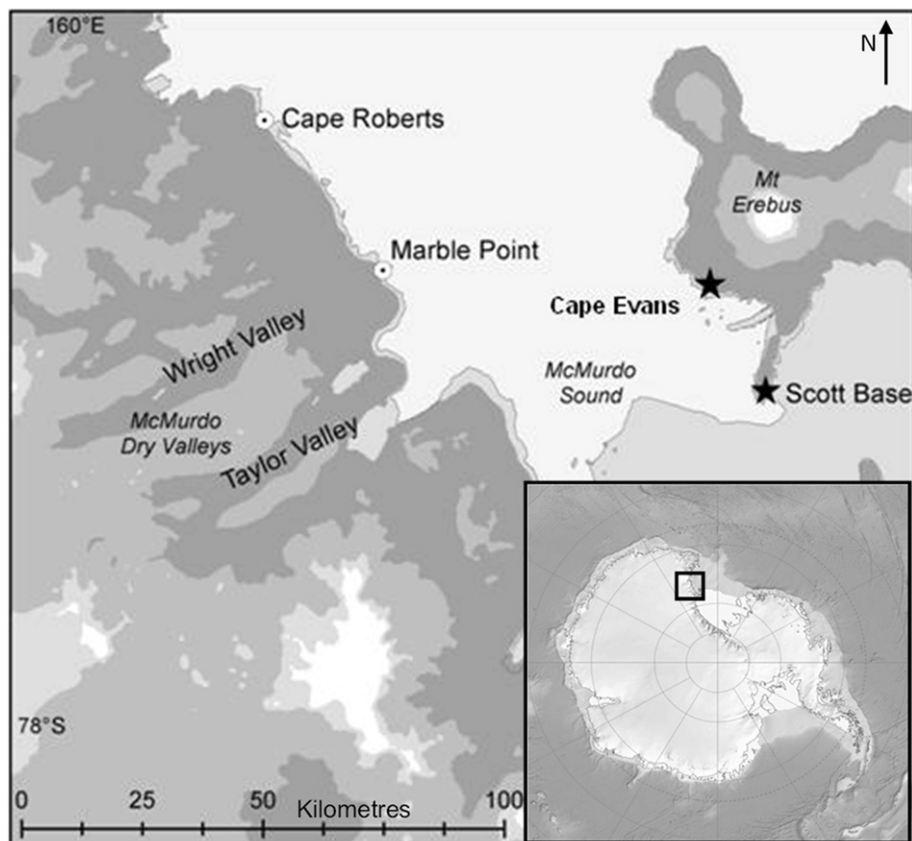 160°E
N
Cape Roberts
Mt
Erebus
Marble Point
Cape Evans
Wright Valley
McMurdo
Sound
Scott Base
McMurdo
Dry Valleys
Taylor Valley
78°S
0 25 50 100
Kilometres